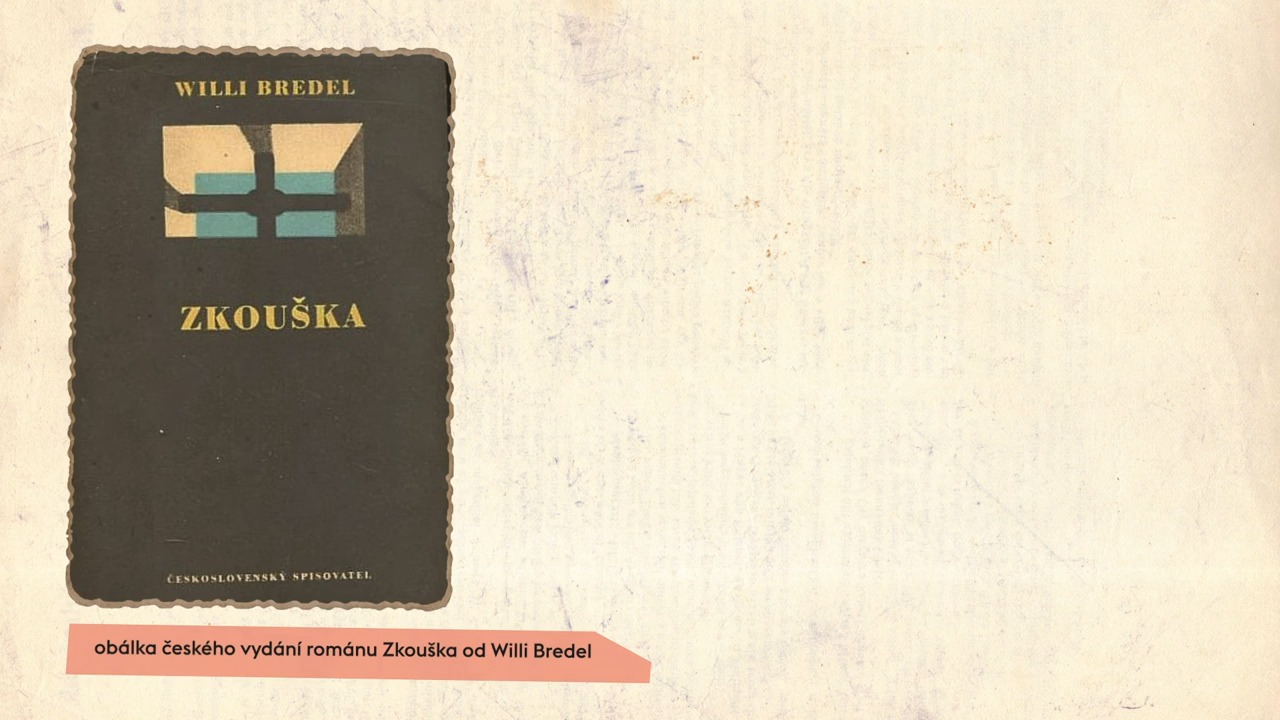 WILLI BREDEL
ZKOUŠKA
ČESKOSLOVENSKÝ SPISOVATEL
obálka českého vydání románu Zkouška od Willi Bredel